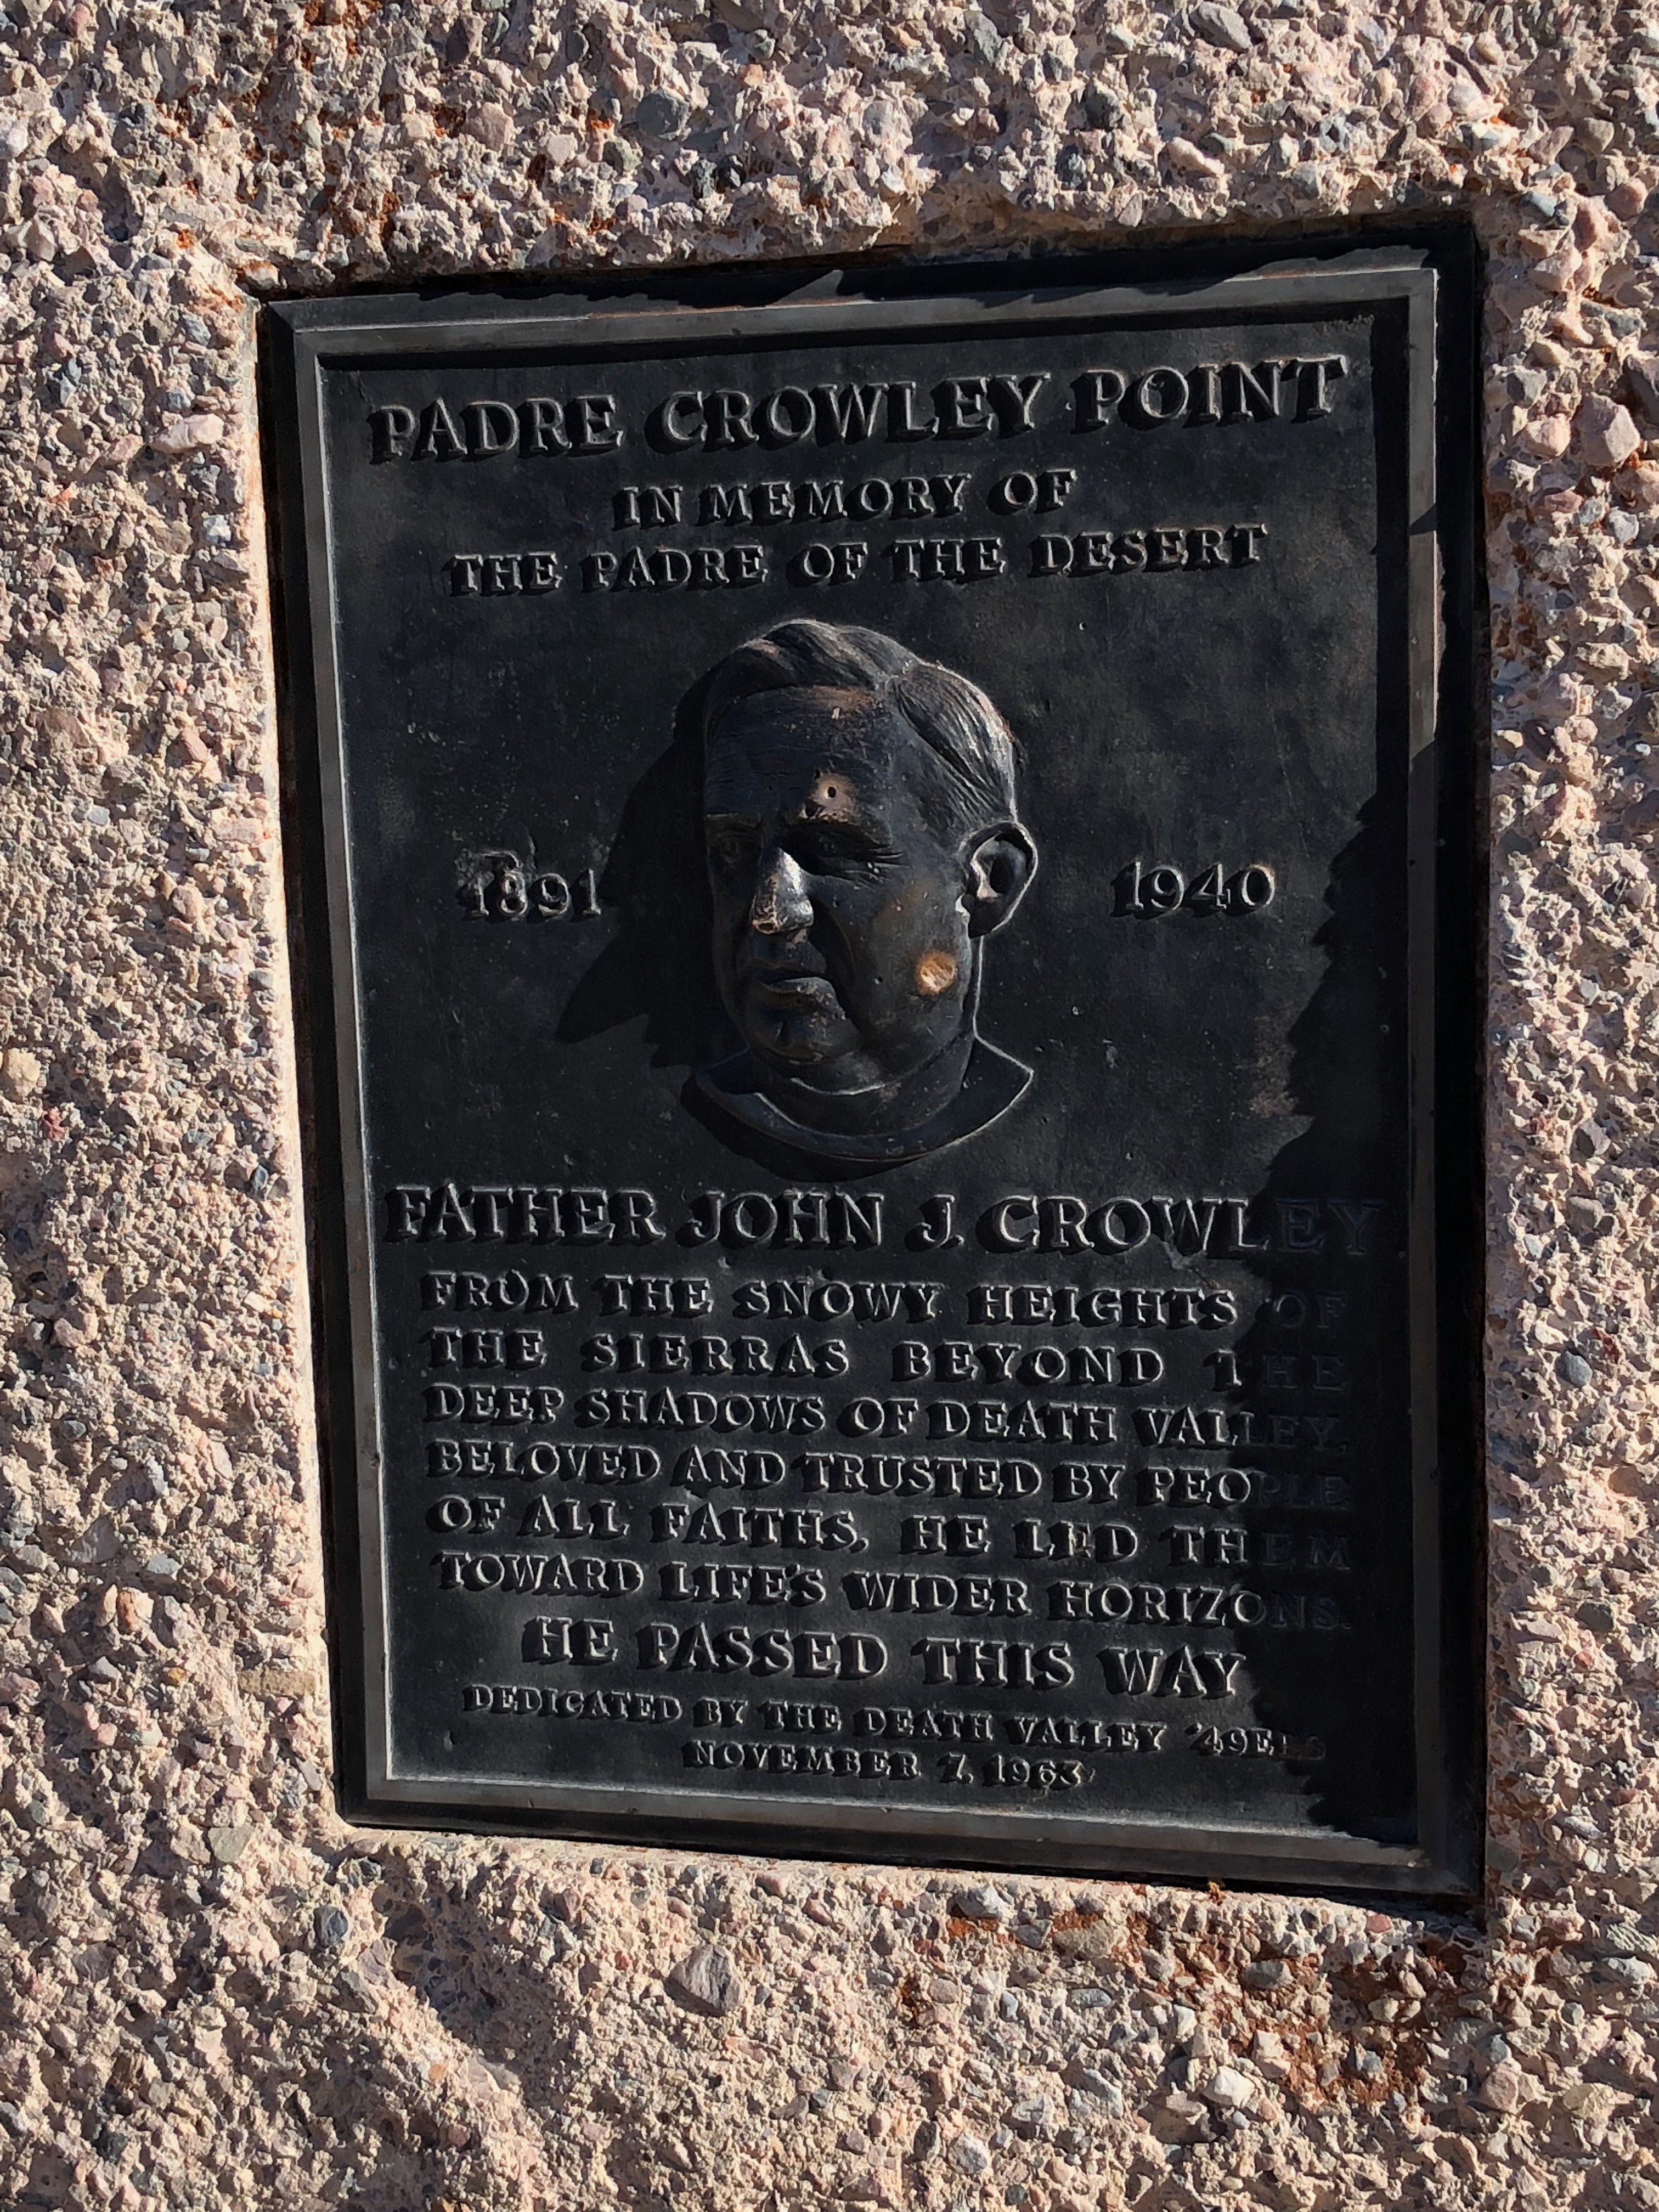 PADRE CROWLEY POINT
IN MEMORY OF
THE PADRE OF THE DESERT
1891 1940
FATHER JOHN J. CROWLEY
FROM THE SNOWY HEIGHTS OF
THE SIERRAS BEYOND THE
DEEP SHADOWS OF DEATH VALLEY,
BELOVED AND TRUSTED BY PEOPLE
OF ALL FAITHS, HE LED THEM
TOWARD LIFE'S WIDER HORIZONS.
HE PASSED THIS WAY
DEDICATED BY THE DEATH VALLEY '49ERS
NOVEMBER 7, 1963